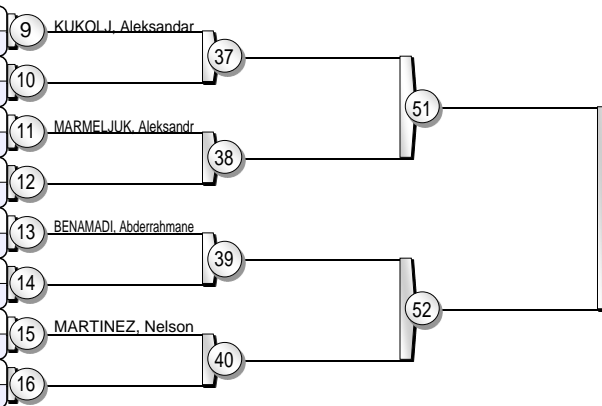 9 KUKOLJ, Aleksandar
37
10
51
11 MARMELJUK, Aleksandr
38
12
13 BENAMADI, Abderrahmane
39
14
52
15 MARTINEZ, Nelson
40
16